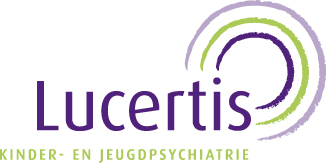 Lucertis
KINDER- EN JEUGDPSYCHIATRIE